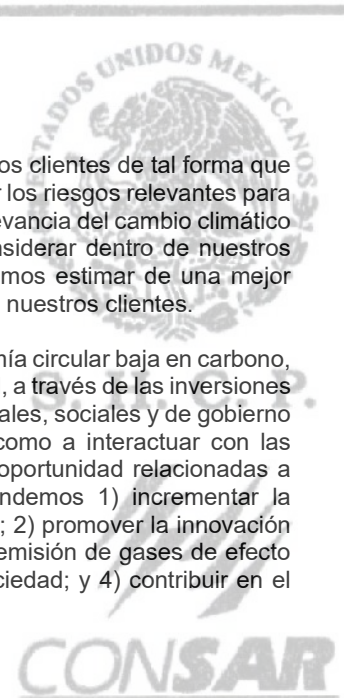 ESTADOS UNIDOS MEXICANOS
os clientes de tal forma que
los riesgos relevantes para
evancia del cambio climático
nsiderar dentro de nuestros
mos estimar de una mejor
nuestros clientes.
mía circular baja en carbono,
, a través de las inversiones
ales, sociales y de gobierno
como a interactuar con las
oportunidad relacionadas a
ndemos 1) incrementar la
; 2) promover la innovación
emisión de gases de efecto
ciedad; y 4) contribuir en el
S. H. C. P.
CONSAR